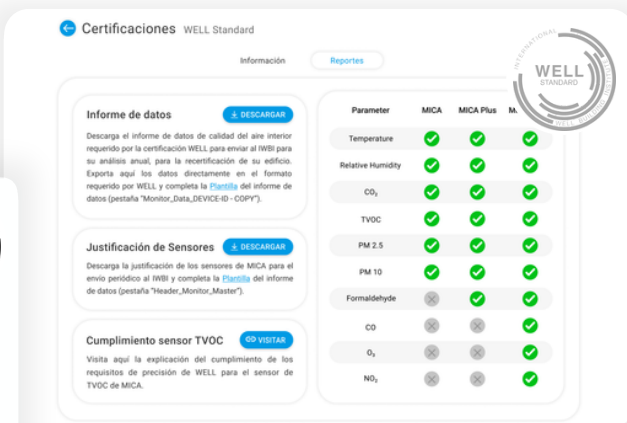 Certificaciones WELL Standard
Información
Reportes
INTERNATIONAL
WELL
STANDARD
Informe de datos
DESCARGAR
Descarga el informe de datos de calidad del aire interior
requerido por la certificación WELL para enviar al IWBI para
su análisis anual, para la recertificación de su edificio.
Exporta aquí los datos directamente en el formato
requerido por WELL y completa la Plantilla del informe de
datos (pestaña "Monitor_Data_DEVICE-ID - COPY").
Justificación de Sensores
DESCARGAR
Descarga la justificación de los sensores de MICA para el
envío periódico al IWBI y completa la Plantilla del informe
de datos (pestaña "Header_Monitor_Master").
Cumplimiento sensor TVOC
VISITAR
Visita aquí la explicación del cumplimiento de los
requisitos de precisión de WELL para el sensor de
TVOC de MICA.
Parameter MICA MICA Plus
Temperature
Relative Humidity
CO₂
TVOC
PM 2.5
PM 10
Formaldehyde
CO
O₃
NO₂